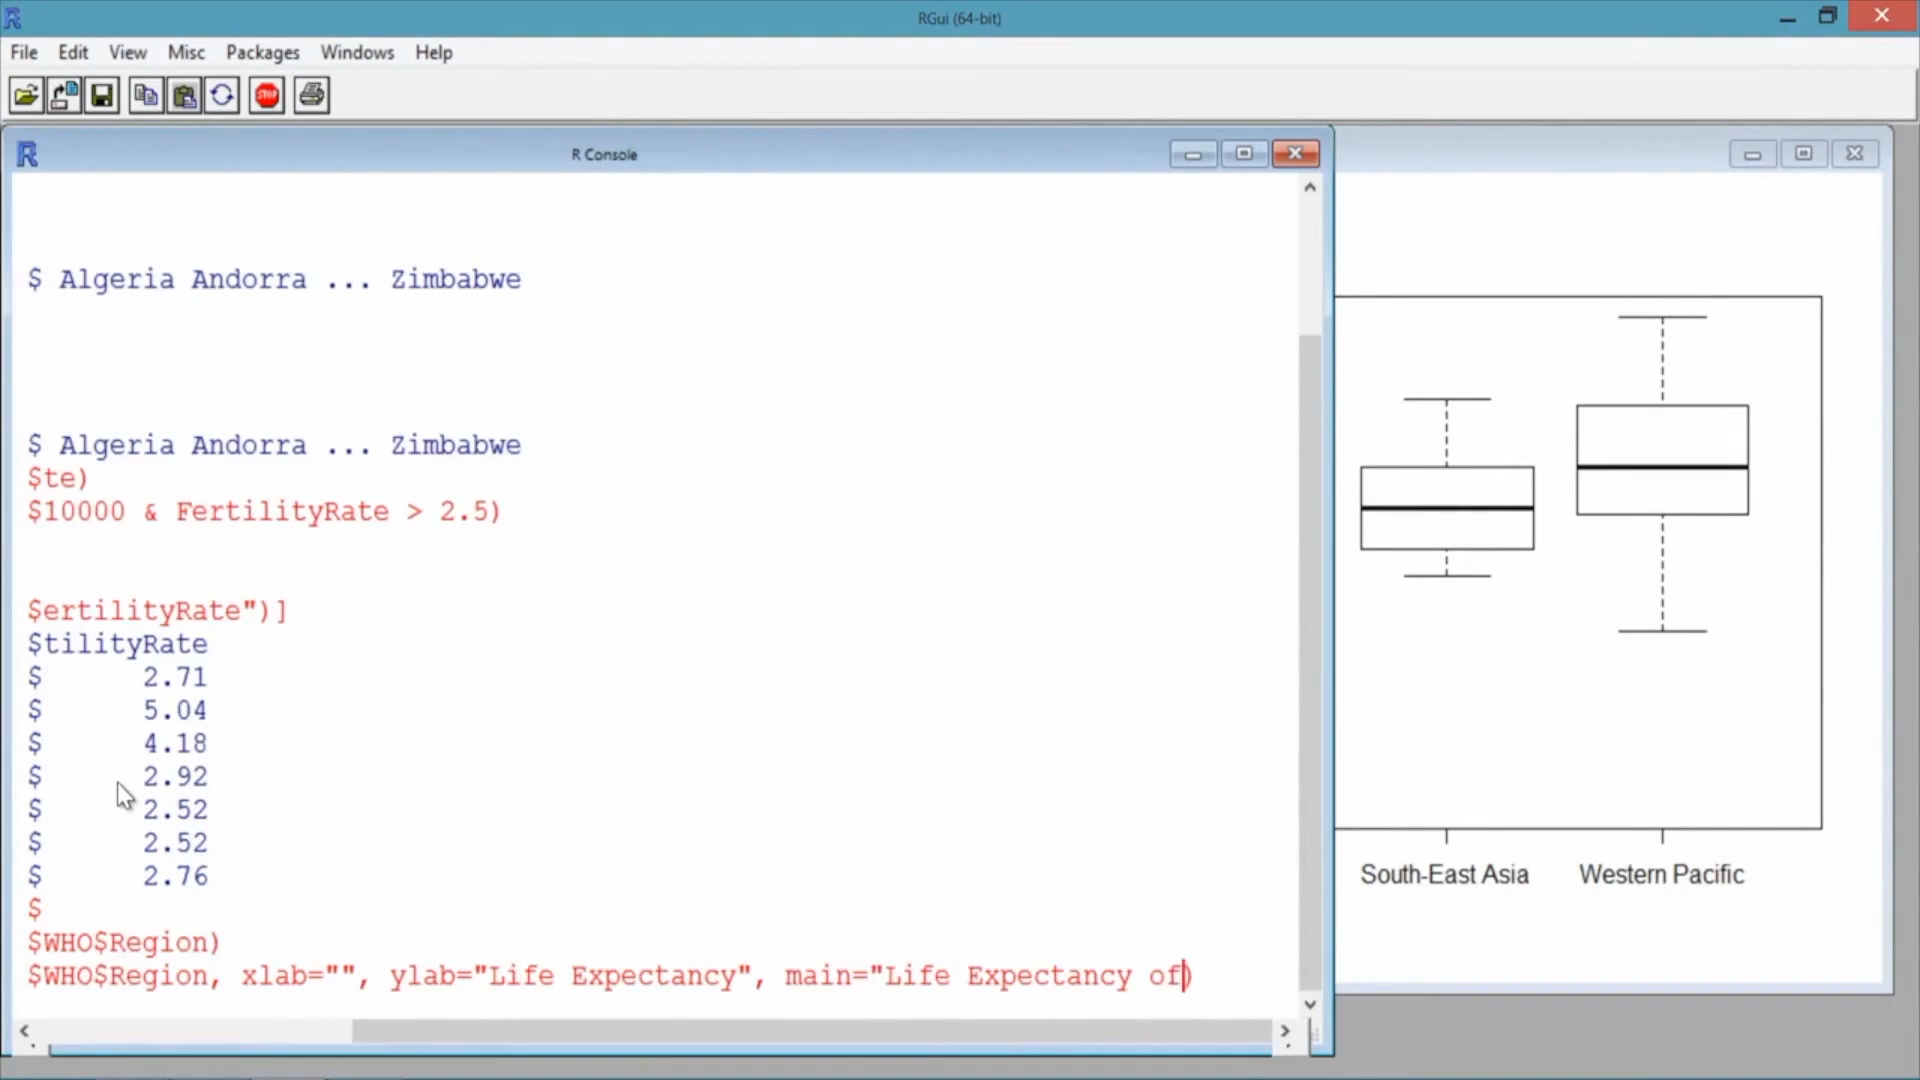 RGui (64-bit)
File Edit View Misc Packages Windows Help
STOP
R Console
$ Algeria Andorra ... Zimbabwe
$ Algeria Andorra ... Zimbabwe
$te)
$10000 & FertilityRate > 2.5)
$ertilityRate")]
$tilityRate
$ 2.71
$ 5.04
$ 4.18
$ 2.92
$ 2.52
$ 2.52
$ 2.76
$
$WHO$Region)
$WHO$Region, xlab="", ylab="Life Expectancy", main="Life Expectancy of)
South-East Asia Western Pacific